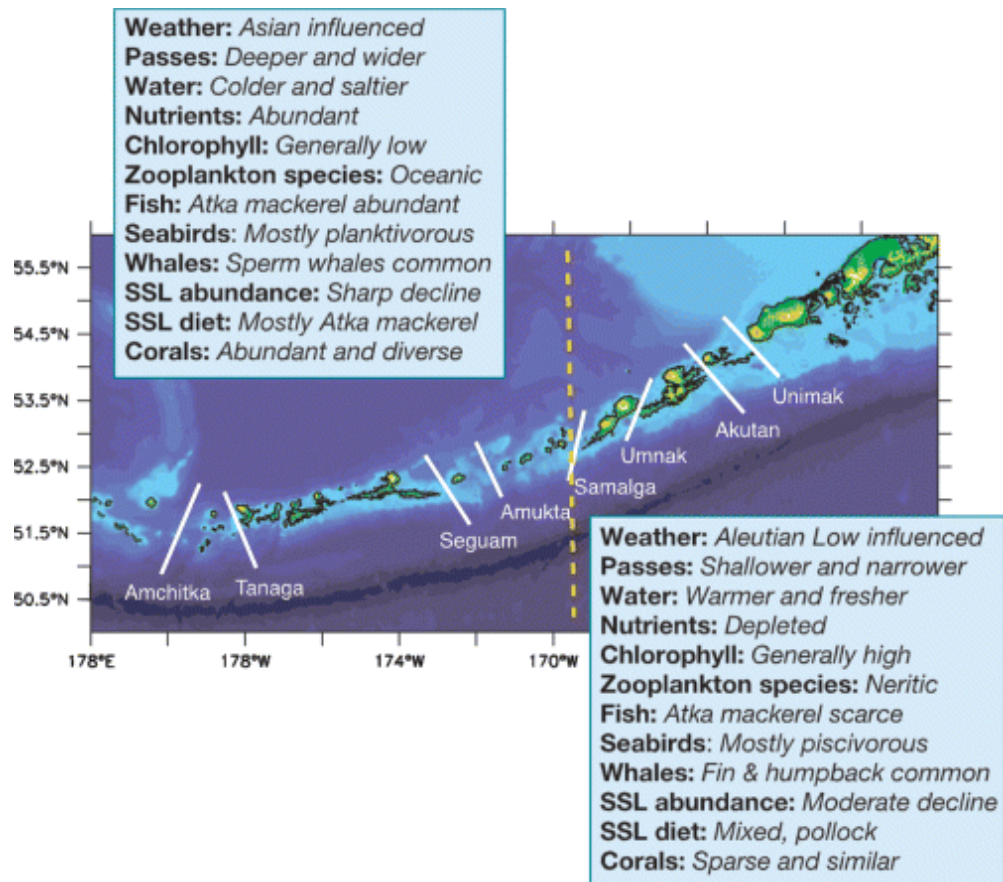 Weather: Asian influenced
Passes: Deeper and wider
Water: Colder and saltier
Nutrients: Abundant
Chlorophyll: Generally low
Zooplankton species: Oceanic
Fish: Atka mackerel abundant
Seabirds: Mostly planktivorous
Whales: Sperm whales common
SSL abundance: Sharp decline
SSL diet: Mostly Atka mackerel
Corals: Abundant and diverse
55.5°N
54.5°N
53.5°N
52.5°N
51.5°N
50.5°N
Unimak
Akutan
Umnak
Samalga
Amukta
Seguam
Tanaga
Amchitka
178°E
178°W
174°W
170°W
Weather: Aleutian Low influenced
Passes: Shallower and narrower
Water: Warmer and fresher
Nutrients: Depleted
Chlorophyll: Generally high
Zooplankton species: Neritic
Fish: Atka mackerel scarce
Seabirds: Mostly piscivorous
Whales: Fin & humpback common
SSL abundance: Moderate decline
SSL diet: Mixed, pollock
Corals: Sparse and similar